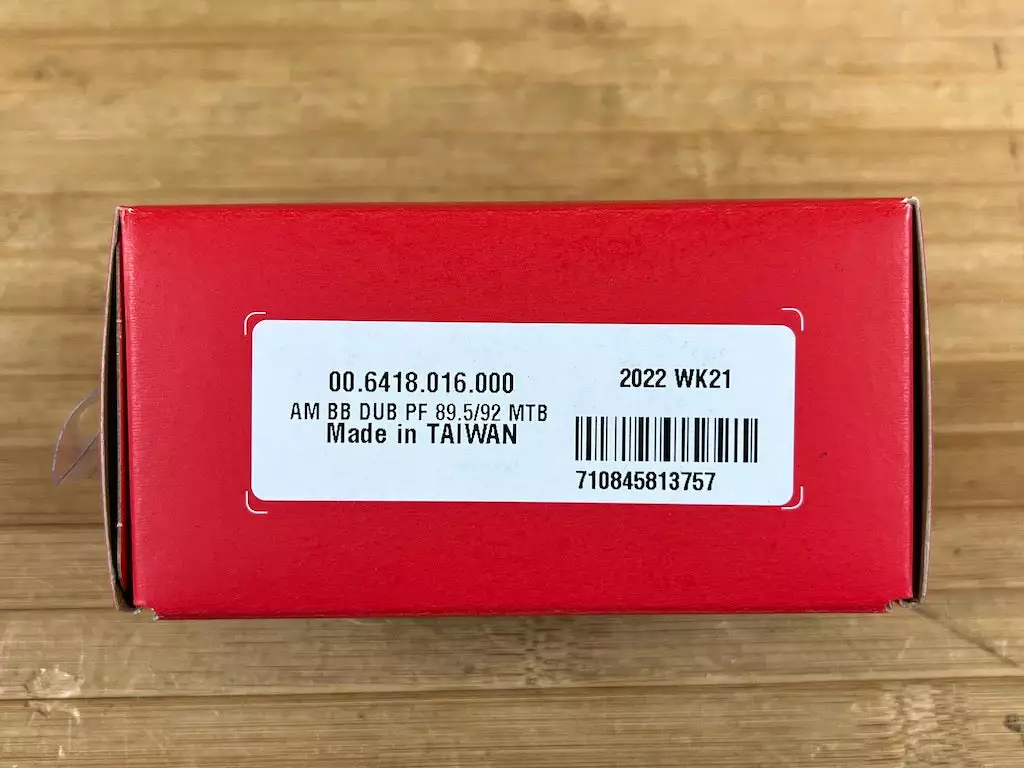 00.6418.016.000
AM BB DUB PF 89.5/92 MTB
Made in TAIWAN
2022 WK21
710845813757